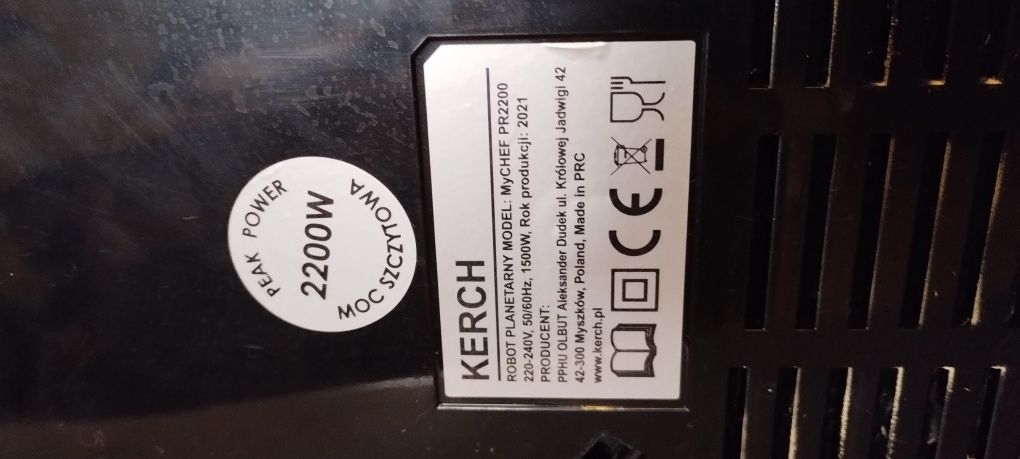 PEAK POWER
2200W
MOC SZCZYTOWA
KERCH
ROBOT PLANETARNY MODEL: MyCHEF PR2200
220-240V, 50/60Hz, 1500W, Rok produkcji: 2021
PRODUCENT:
PPHU OLBUT Aleksander Dudek ul. Królowej Jadwigi 42
42-300 Myszków, Poland, Made in PRC
www.kerch.pl
CE